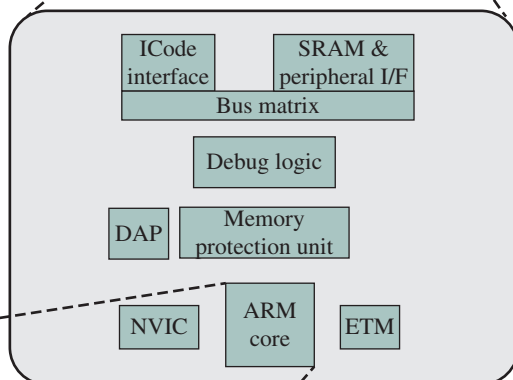 ICode
interface
SRAM &
peripheral I/F
Bus matrix
Debug logic
DAP
Memory
protection unit
NVIC
ARM
core
ETM